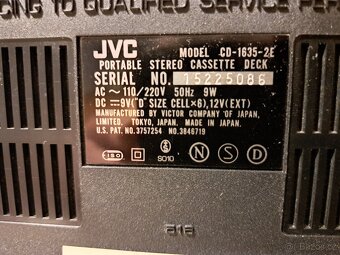 CING TO QUALIFIED SERVICE PERS
JVC MODEL CD-1635-2E
PORTABLE STEREO CASSETTE DECK
SERIAL NO. 15225086
AC ~ 110/220V 50Hz 9W
DC ⎓ 9V("D" SIZE CELL×6),12V(EXT)
MANUFACTURED BY VICTOR COMPANY OF JAPAN,
LIMITED, TOKYO, JAPAN, MADE IN JAPAN
U.S. PAT. NO.3757254 NO.3846719
S010 N S